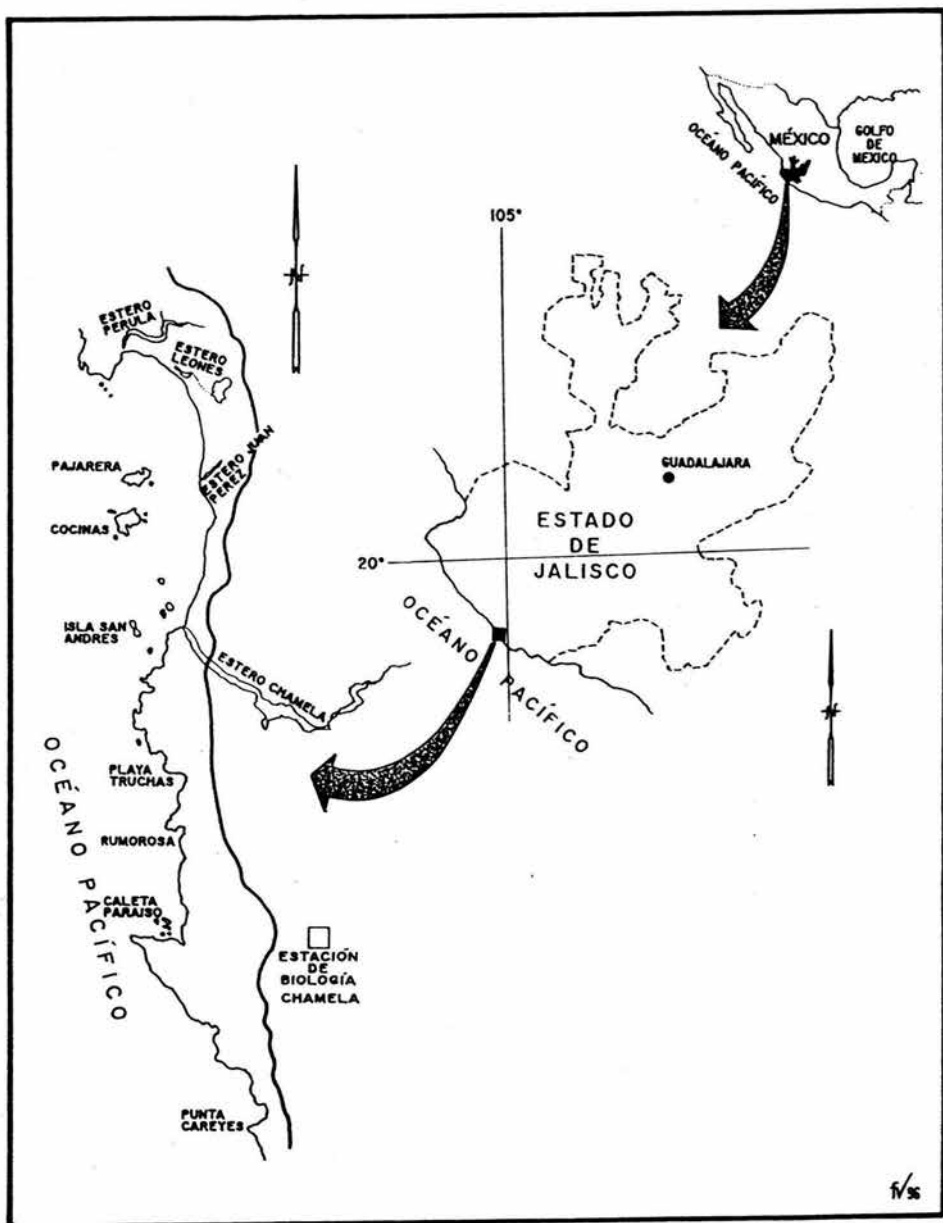 OCÉANO PACÍFICO
MÉXICO
GOLFO
DE
MEXICO
105°
N
ESTERO
PERULA
ESTERO
LEONES
ESTERO JUAN
PEREZ
PAJARERA
COCINAS
GUADALAJARA
ESTADO
DE
JALISCO
20°
OCÉANO PACÍFICO
ISLA SAN
ANDRES
ESTERO CHAMELA
N
OCÉANO PACÍFICO
PLAYA
TRUCHAS
RUMOROSA
CALETA
PARAISO
ESTACIÓN
DE
BIOLOGÍA
CHAMELA
PUNTA
CAREYES